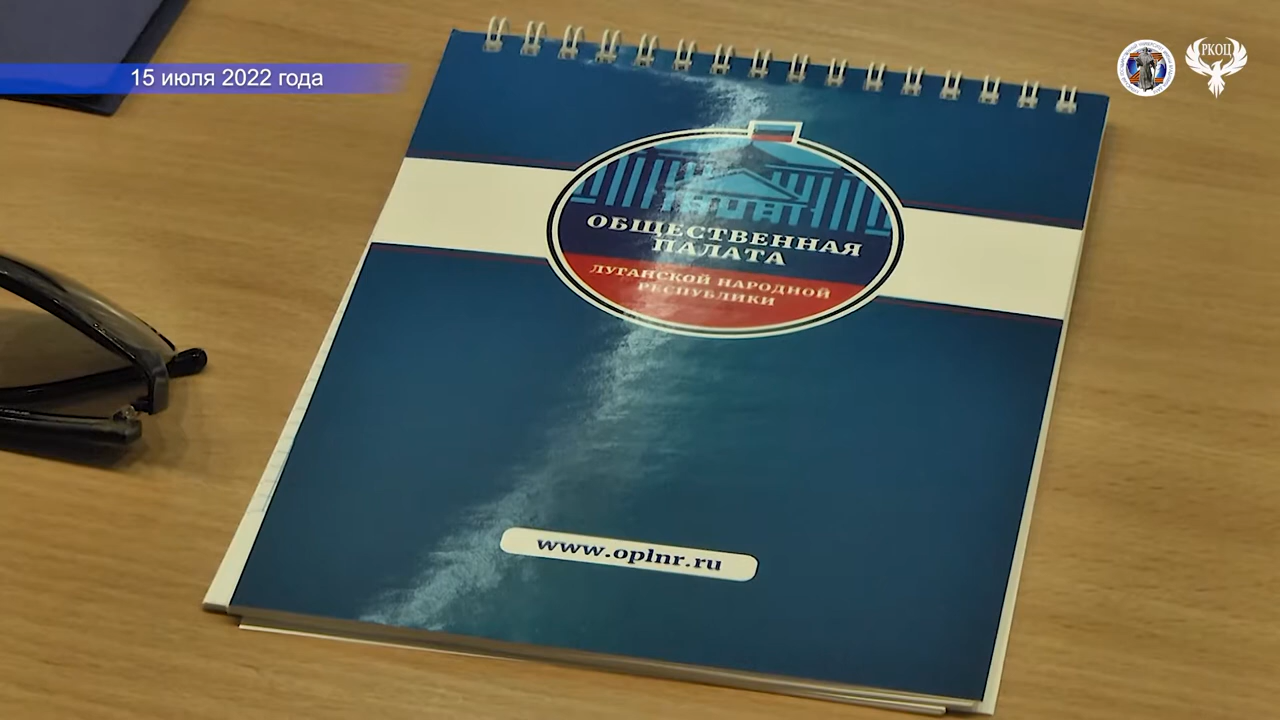 15 июля 2022 года
РКОЦ
ОБЩЕСТВЕННАЯ
ПАЛАТА
ЛУГАНСКОЙ НАРОДНОЙ
РЕСПУБЛИКИ
www.oplnr.ru